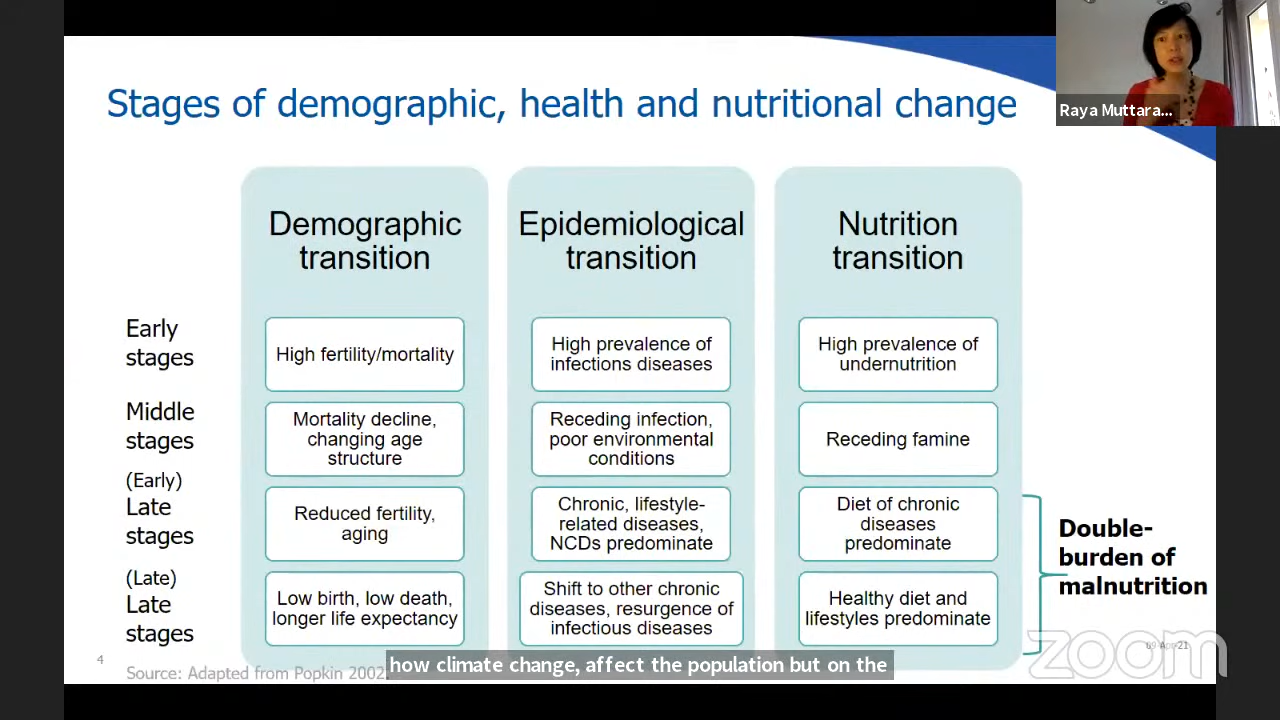 Stages of demographic, health and nutritional change
Raya Muttara...
Demographic
transition
Epidemiological
transition
Nutrition
transition
Early
stages
High fertility/mortality
High prevalence of
infections diseases
High prevalence of
undernutrition
Middle
stages
Mortality decline,
changing age
structure
Receding infection,
poor environmental
conditions
Receding famine
(Early)
Late
stages
Reduced fertility,
aging
Chronic, lifestyle-
related diseases,
NCDs predominate
Diet of chronic
diseases
predominate
Double-
burden of
malnutrition
(Late)
Late
stages
Low birth, low death,
longer life expectancy
Shift to other chronic
diseases, resurgence of
infectious diseases
Healthy diet and
lifestyles predominate
4
Source: Adapted from Popkin 2002.
how climate change, affect the population but on the
09-Apr-21
zoom